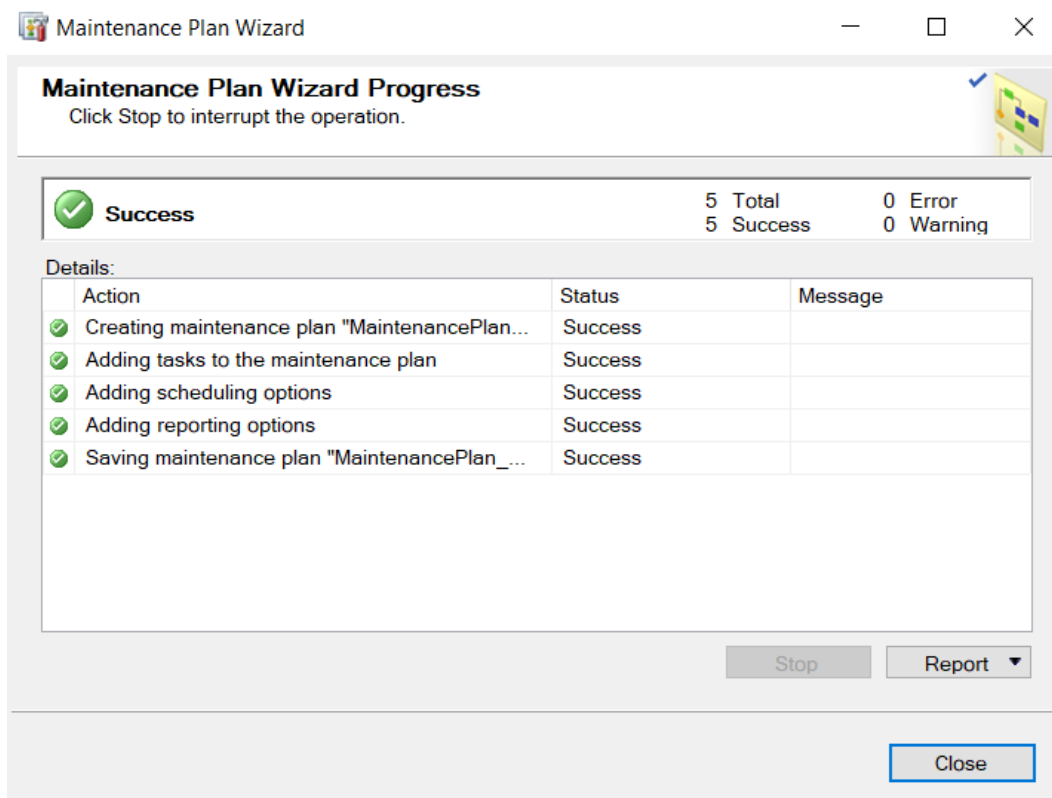 Maintenance Plan Wizard
Maintenance Plan Wizard Progress
Click Stop to interrupt the operation.
Success 5 Total 0 Error
5 Success 0 Warning
Details:
Action Status Message
Creating maintenance plan "MaintenancePlan... Success
Adding tasks to the maintenance plan Success
Adding scheduling options Success
Adding reporting options Success
Saving maintenance plan "MaintenancePlan_... Success
Stop Report
Close